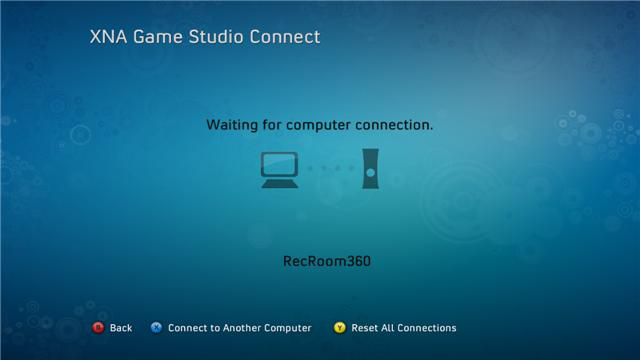 XNA Game Studio Connect
Waiting for computer connection.
RecRoom360
B Back X Connect to Another Computer Y Reset All Connections